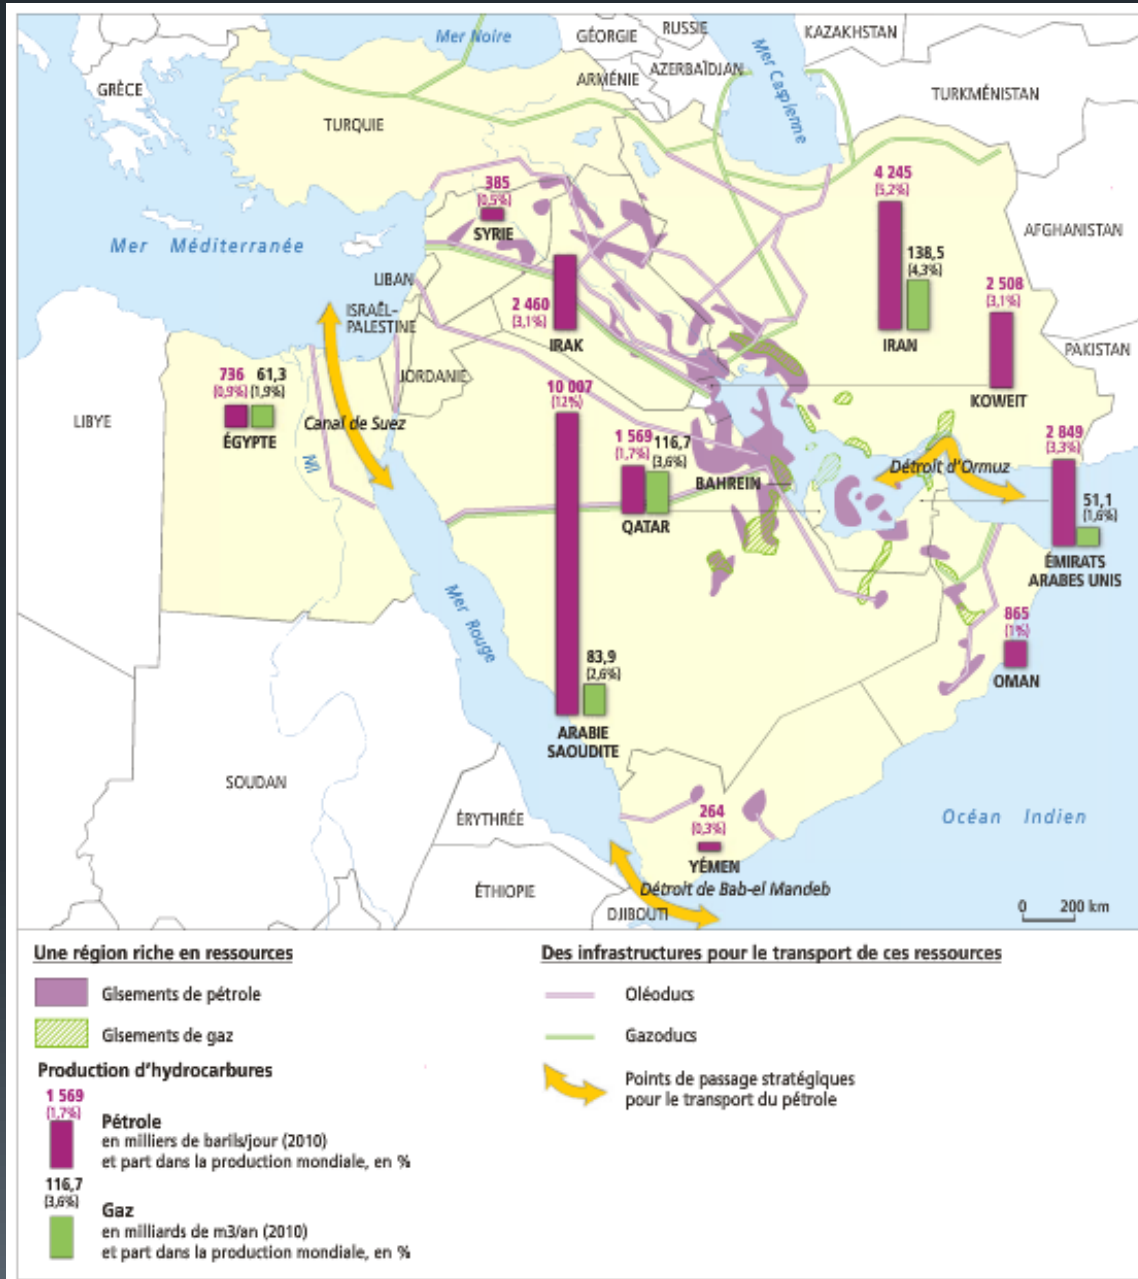 Mer Noire
GÉORGIE
RUSSIE
KAZAKHSTAN
GRÈCE
ARMÉNIE
AZERBAÏDJAN
Mer Caspienne
TURKMÉNISTAN
TURQUIE
385
(0,5%)
SYRIE
4 245
(5,2%)
138,5
(4,3%)
IRAN
AFGHANISTAN
Mer Méditerranée
LIBAN
ISRAËL-
PALESTINE
2 460
(3,1%)
IRAK
2 508
(3,1%)
KOWEIT
PAKISTAN
JORDANIE
LIBYE
736
(0,9%)
61,3
(1,9%)
ÉGYPTE
Canal de Suez
Nil
10 007
(12%)
1 569
(1,7%)
116,7
(3,6%)
QATAR
BAHREIN
Détroit d'Ormuz
2 849
(3,3%)
51,1
(1,6%)
ÉMIRATS
ARABES UNIS
Mer Rouge
83,9
(2,6%)
ARABIE
SAOUDITE
865
(1%)
OMAN
SOUDAN
ÉRYTHRÉE
264
(0,3%)
YÉMEN
Océan Indien
ÉTHIOPIE
Détroit de Bab-el Mandeb
DJIBOUTI
0 200 km
Une région riche en ressources
Gisements de pétrole
Gisements de gaz
Production d'hydrocarbures
1 569
(1,7%)
Pétrole
en milliers de barils/jour (2010)
et part dans la production mondiale, en %
116,7
(3,6%)
Gaz
en milliards de m3/an (2010)
et part dans la production mondiale, en %
Des infrastructures pour le transport de ces ressources
Oléoducs
Gazoducs
Points de passage stratégiques
pour le transport du pétrole